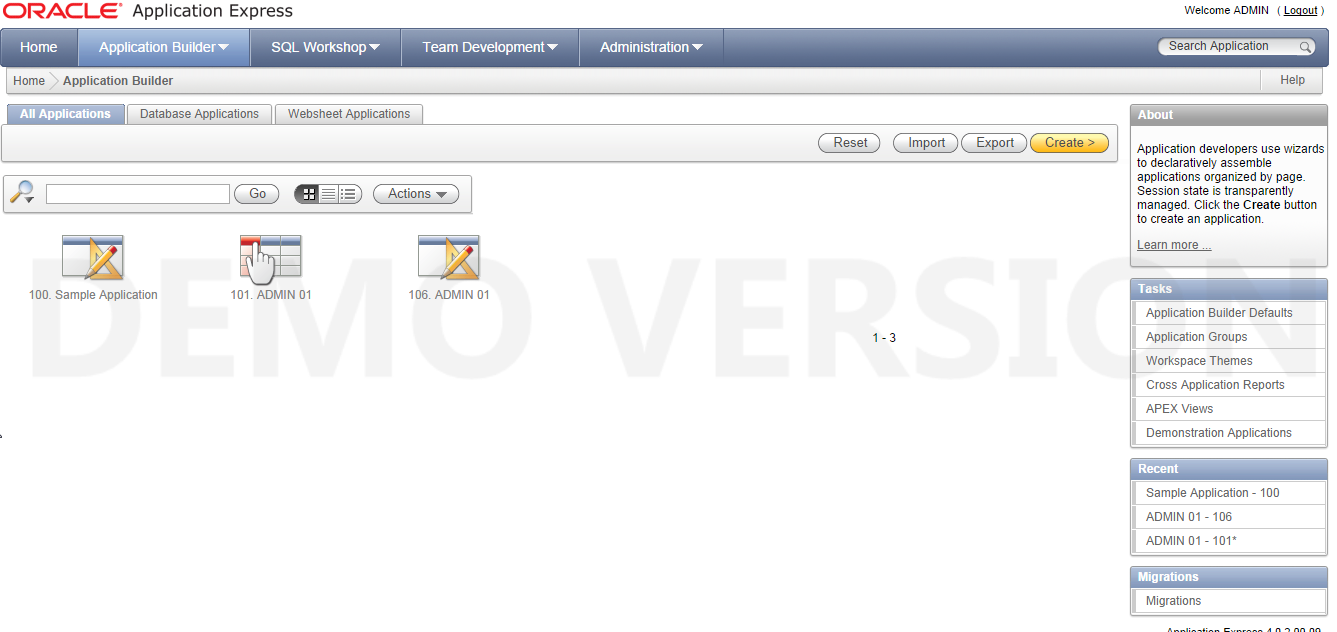 ORACLE Application Express
Welcome ADMIN ( Logout )
Home Application Builder SQL Workshop Team Development Administration
Search Application
Home Application Builder
Help
All Applications Database Applications Websheet Applications
Reset Import Export Create >
Go Actions
100. Sample Application
101. ADMIN 01
106. ADMIN 01
1 - 3
DEMO VERSION
About
Application developers use wizards
to declaratively assemble
applications organized by page.
Session state is transparently
managed. Click the Create button
to create an application.
Learn more ...
Tasks
Application Builder Defaults
Application Groups
Workspace Themes
Cross Application Reports
APEX Views
Demonstration Applications
Recent
Sample Application - 100
ADMIN 01 - 106
ADMIN 01 - 101*
Migrations
Migrations
Application Express